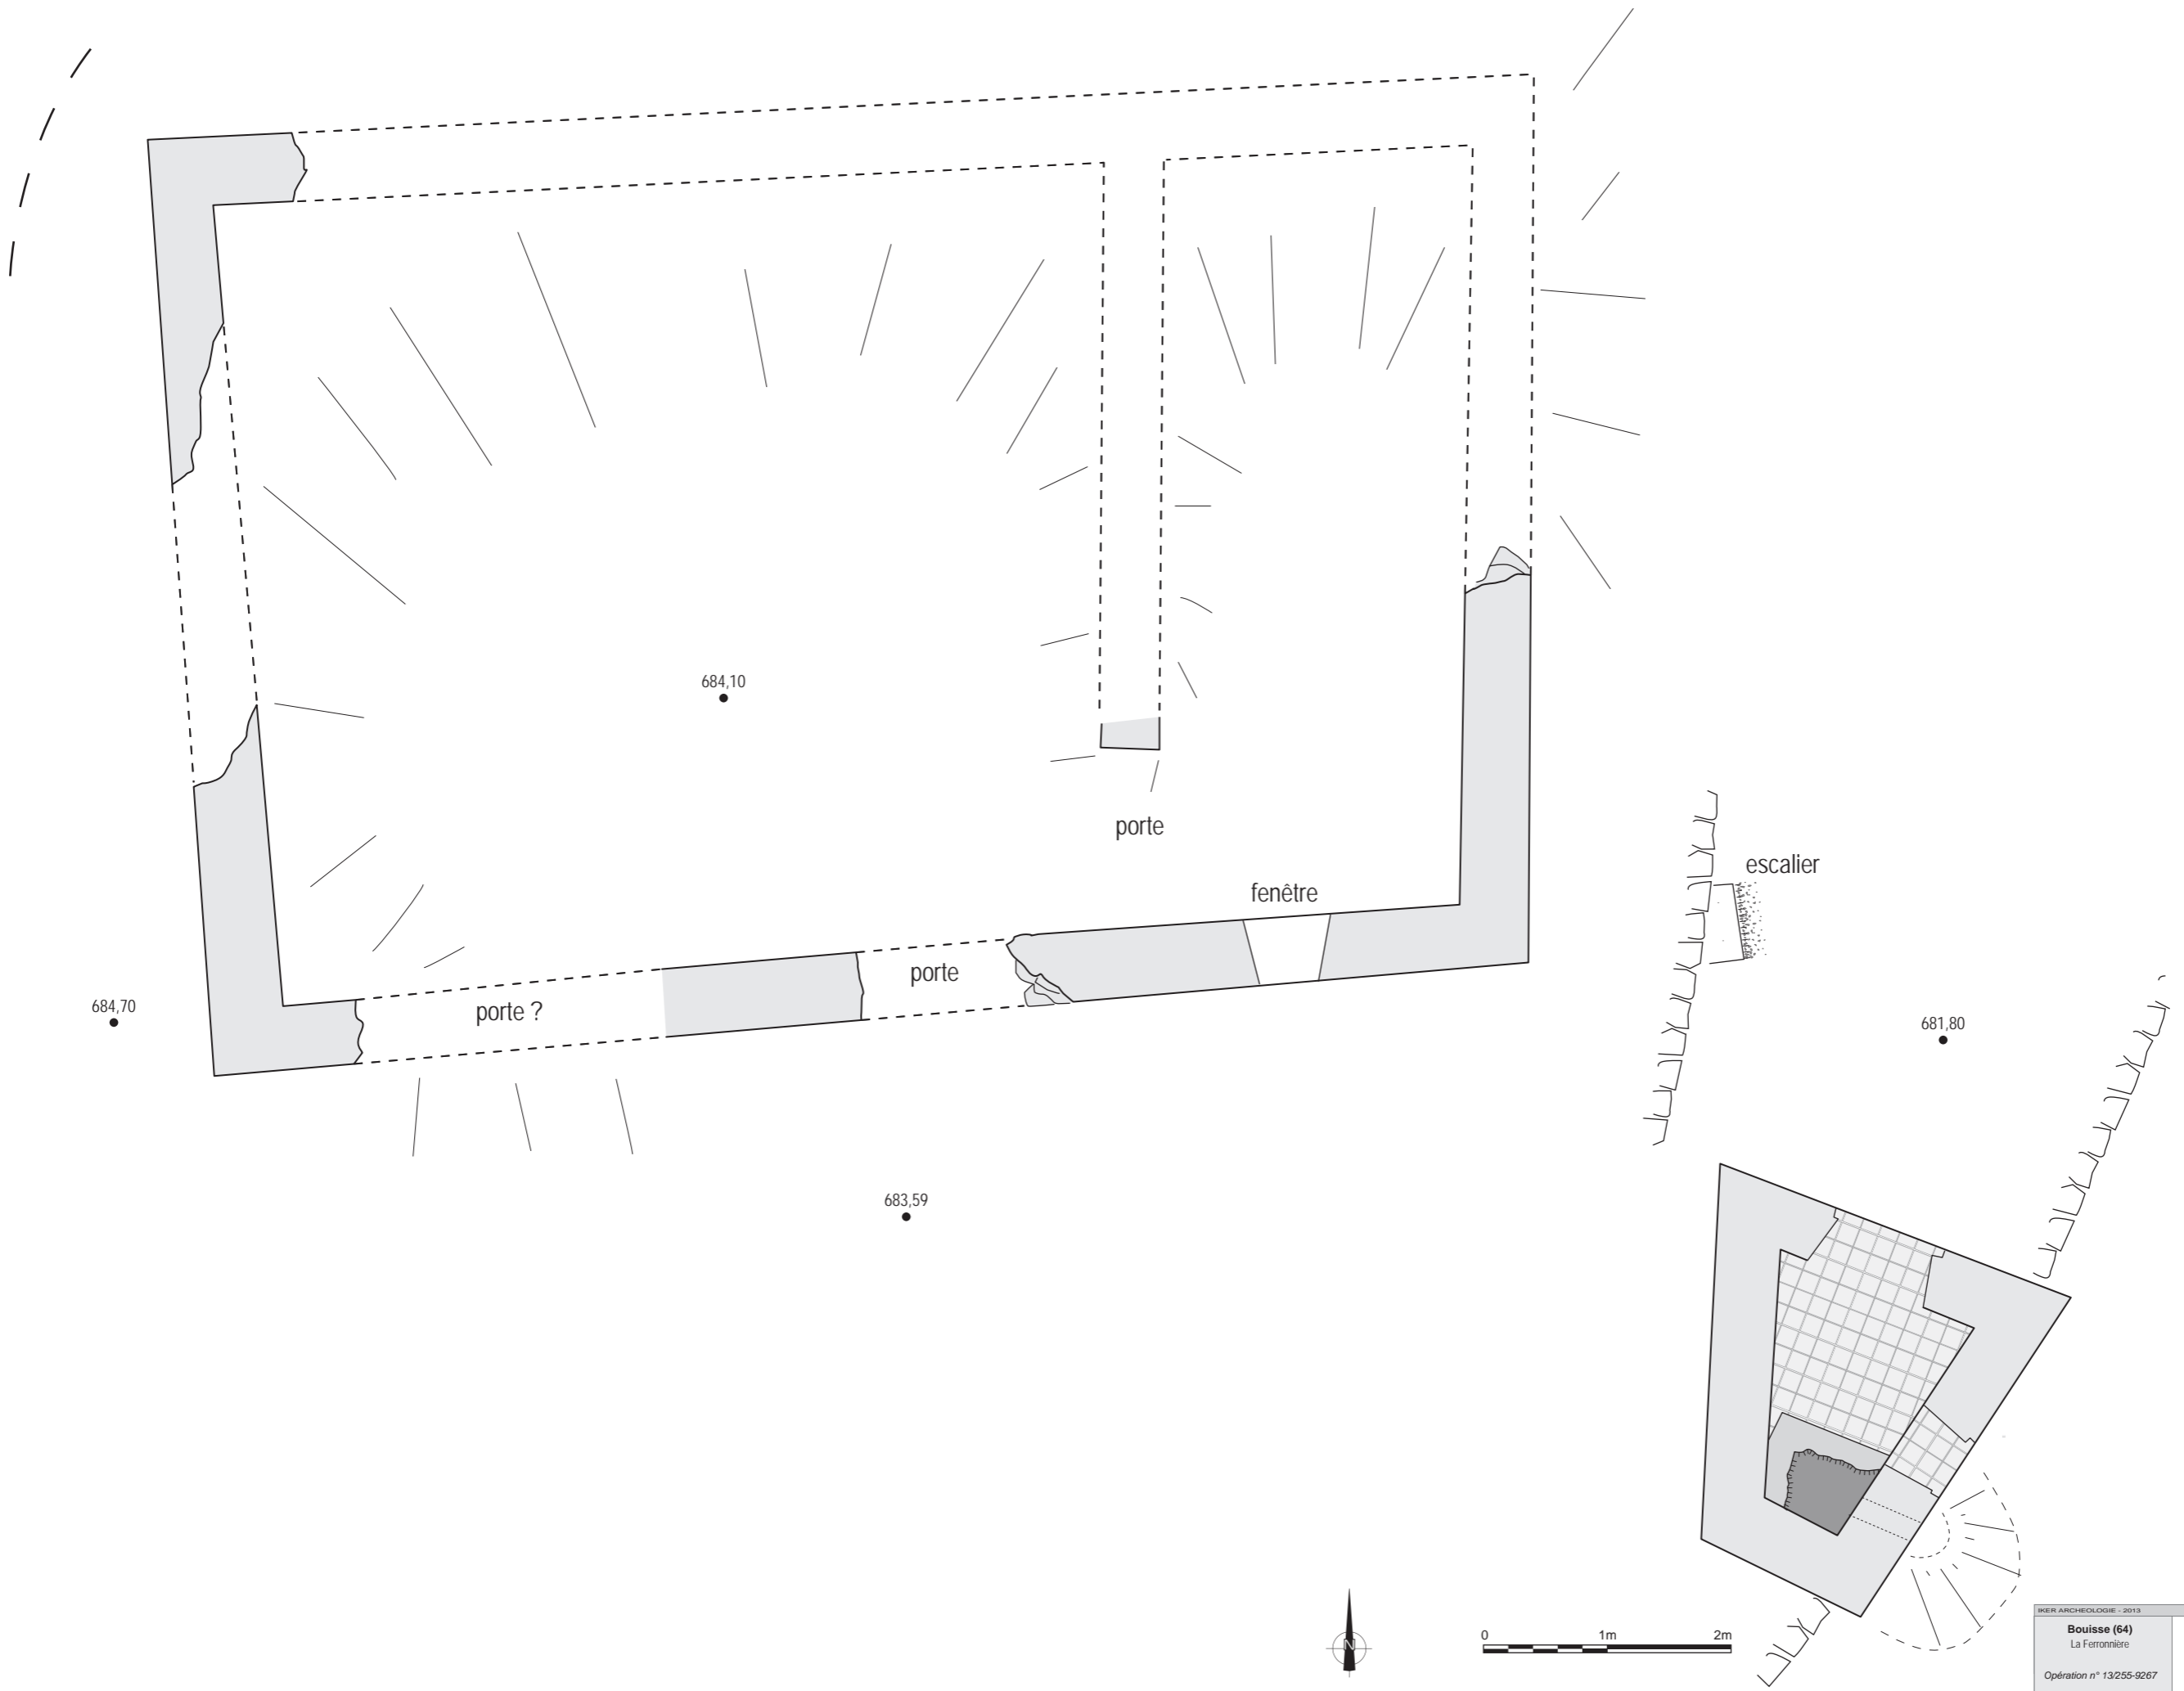 684,10
porte
escalier
fenêtre
porte
porte ?
684,70
681,80
683,59
N
0 1m 2m
IKER ARCHEOLOGIE - 2013
Bouisse (64)
La Ferronnière
Opération n° 13/255-9267